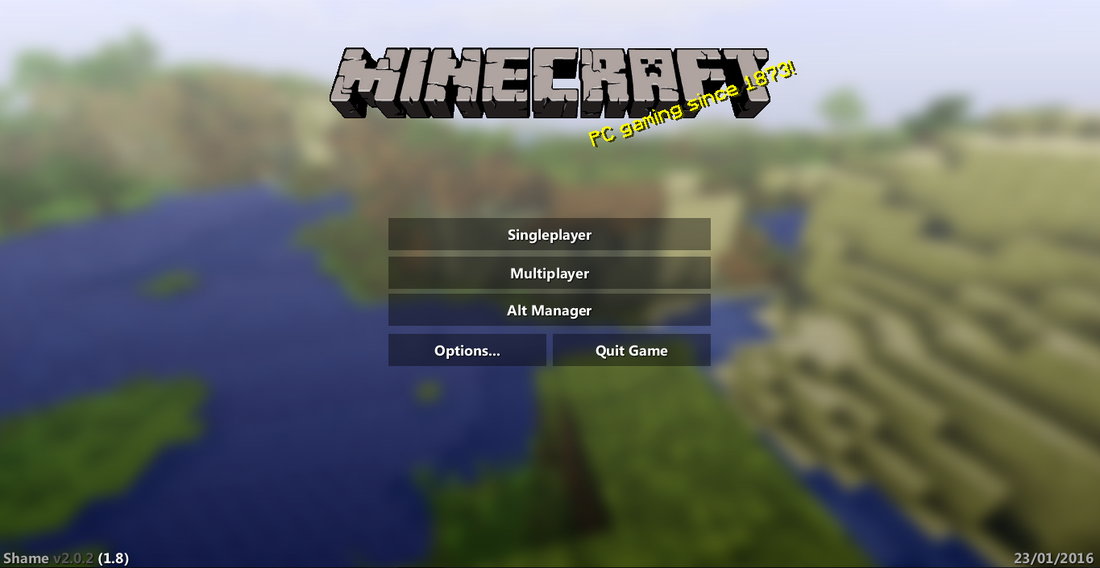 MINECRAFT
PC gaming since 1873!
Singleplayer
Multiplayer
Alt Manager
Options...
Quit Game
Shame v2.0.2 (1.8)
23/01/2016